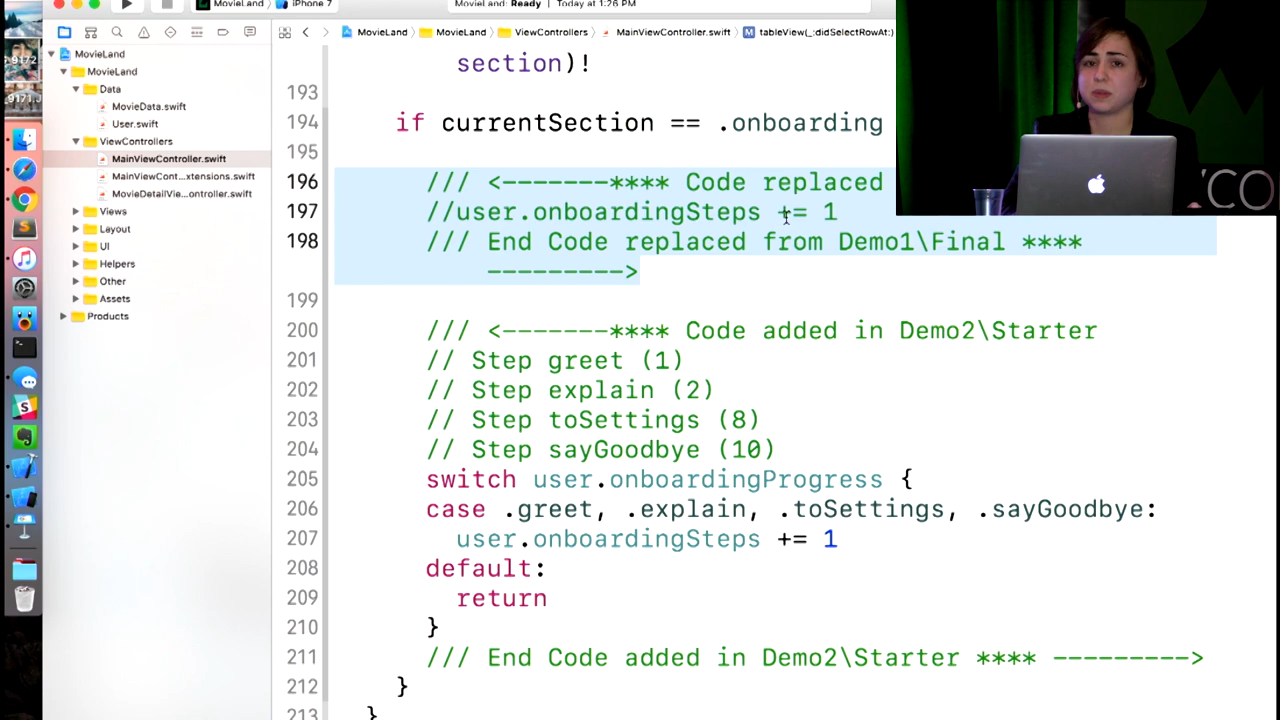 MovieLand iPhone 7
MovieLand: Ready | Today at 1:26 PM
MovieLand MovieLand ViewControllers MainViewController.swift tableView(_:didSelectRowAt:)
MovieLand
MovieLand
Data
MovieData.swift
User.swift
ViewControllers
MainViewController.swift
MainViewCont...xtensions.swift
MovieDetailVie...ontroller.swift
Views
Layout
UI
Helpers
Other
Assets
Products
9172
9171.J
section)!
193
194 if currentSection == .onboarding
195
196 /// <-------**** Code replaced
197 //user.onboardingSteps += 1
198 /// End Code replaced from Demo1\Final ****
--------->
199
200 /// <-------**** Code added in Demo2\Starter
201 // Step greet (1)
202 // Step explain (2)
203 // Step toSettings (8)
204 // Step sayGoodbye (10)
205 switch user.onboardingProgress {
206 case .greet, .explain, .toSettings, .sayGoodbye:
207 user.onboardingSteps += 1
208 default:
209 return
210 }
211 /// End Code added in Demo2\Starter **** --------->
212 }
213 }
CO